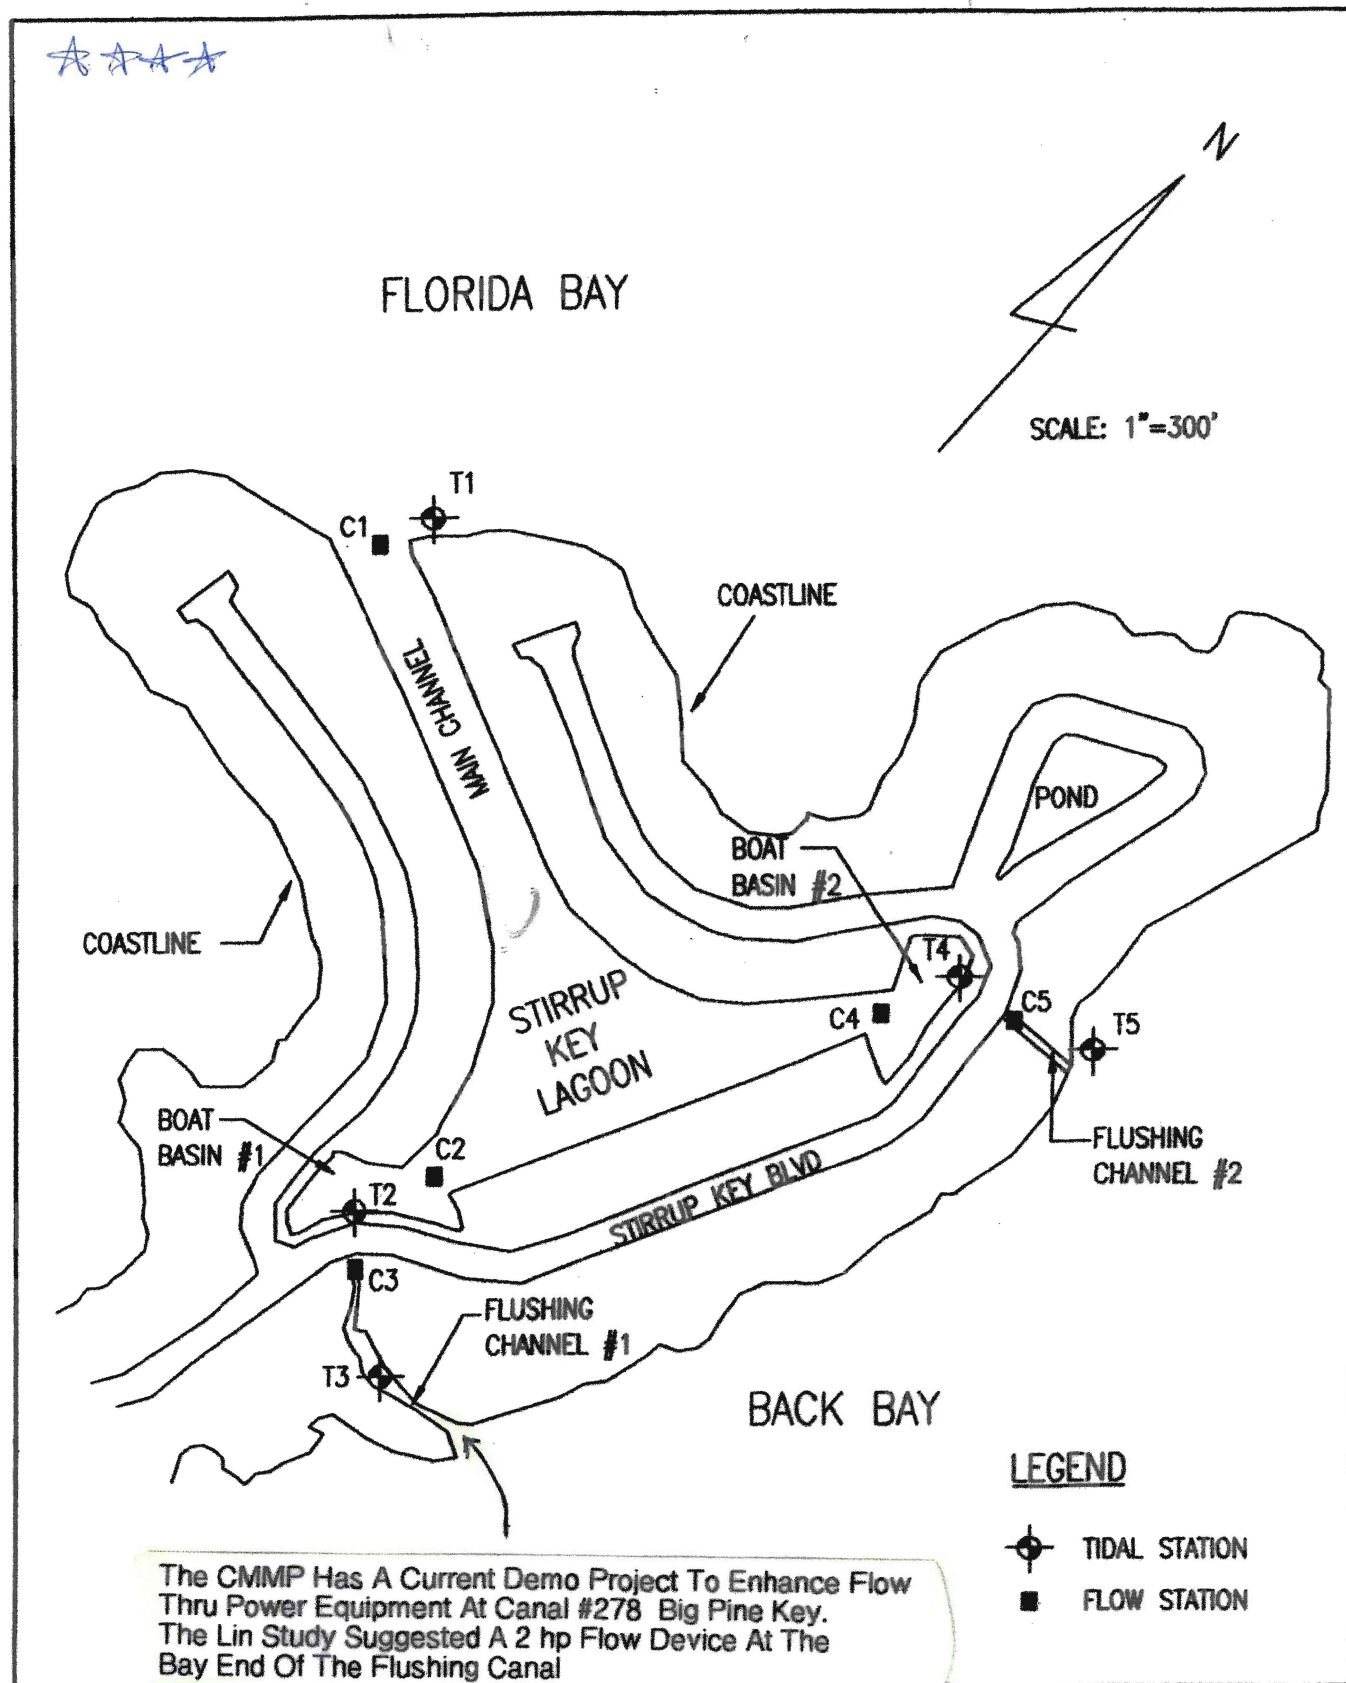 N
FLORIDA BAY
SCALE: 1"=300'
T1
C1
COASTLINE
MAIN CHANNEL
POND
BOAT
BASIN #2
COASTLINE
T4
STIRRUP
KEY
LAGOON
C4
C5
T5
BOAT
BASIN #1
C2
FLUSHING
CHANNEL #2
T2
STIRRUP KEY BLVD
C3
FLUSHING
CHANNEL #1
T3
BACK BAY
LEGEND
TIDAL STATION
FLOW STATION
The CMMP Has A Current Demo Project To Enhance Flow
Thru Power Equipment At Canal #278 Big Pine Key.
The Lin Study Suggested A 2 hp Flow Device At The
Bay End Of The Flushing Canal